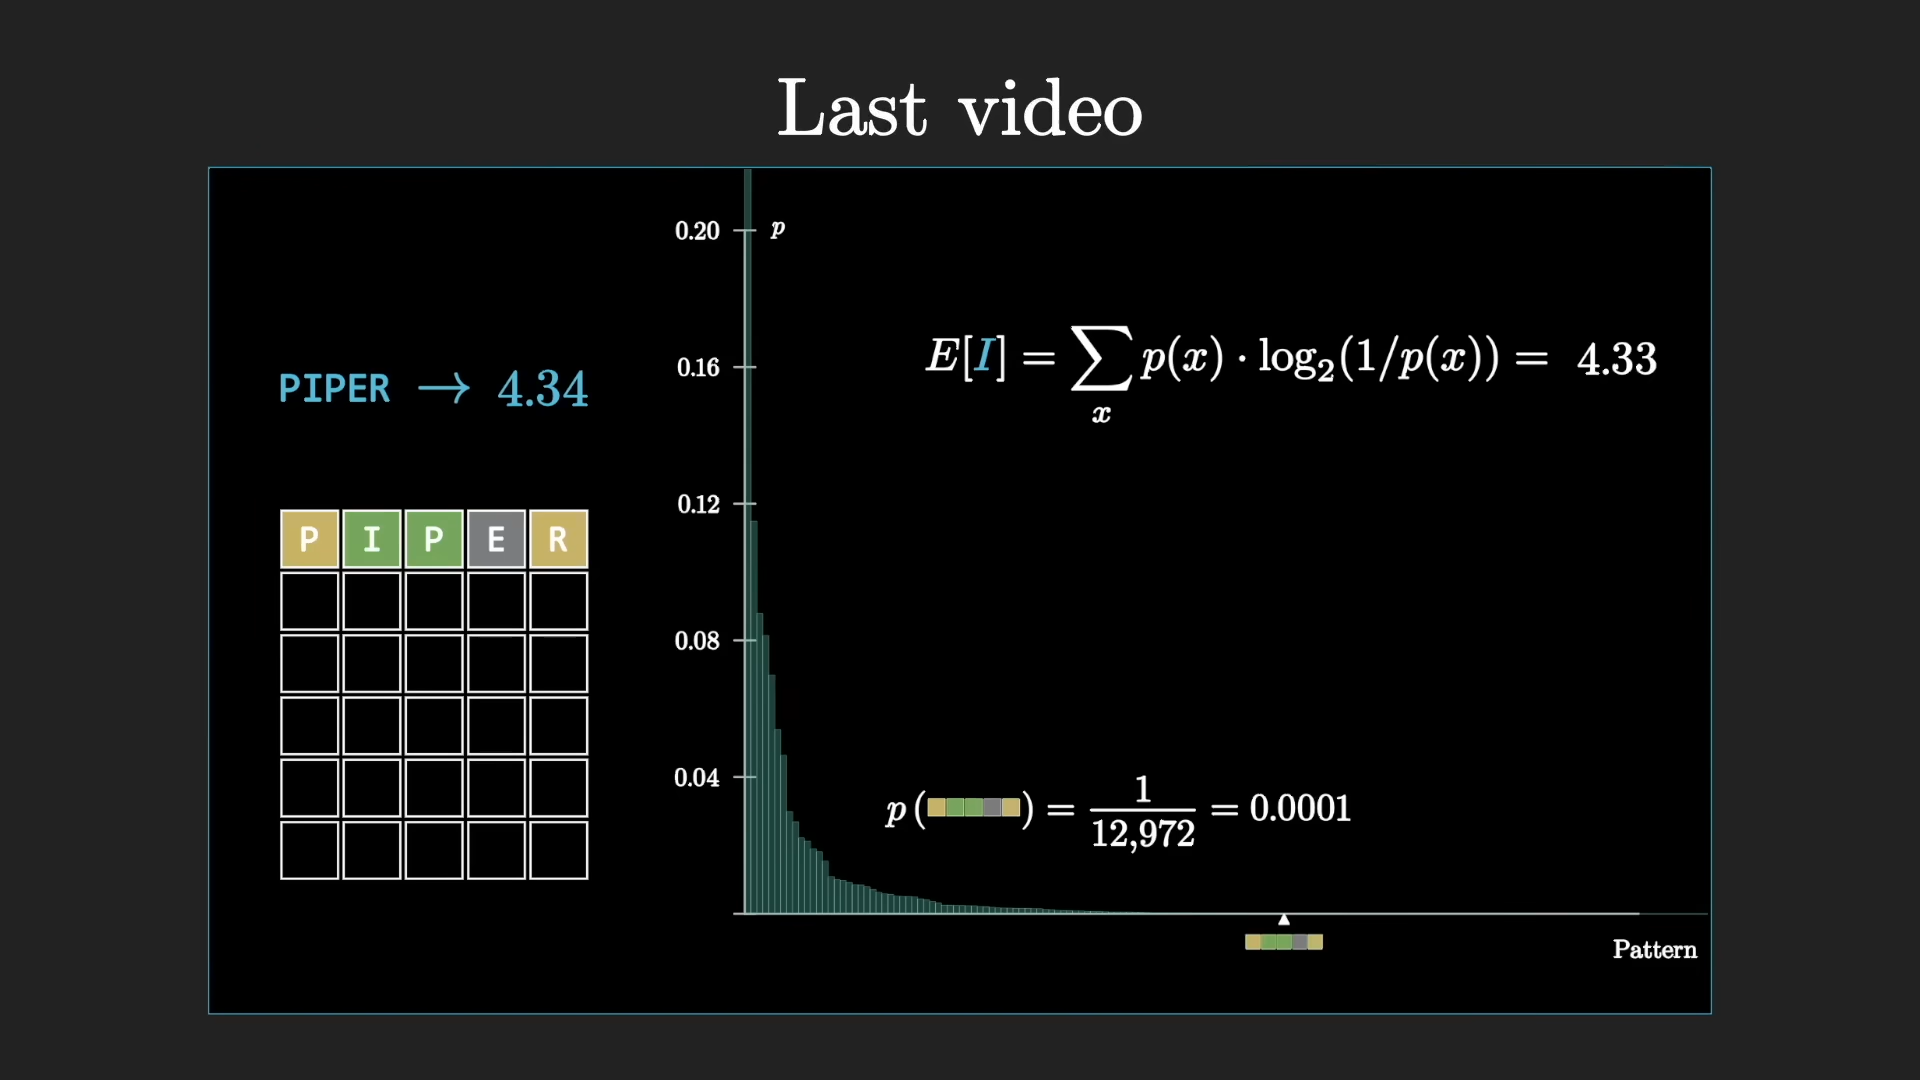 Last video
PIPER → 4.34
P I P E R
0.20
0.16
0.12
0.08
0.04
p
E[I] = ∑ₓ p(x) · log₂(1/p(x)) = 4.33
p ( ) = 1/12,972 = 0.0001
Pattern